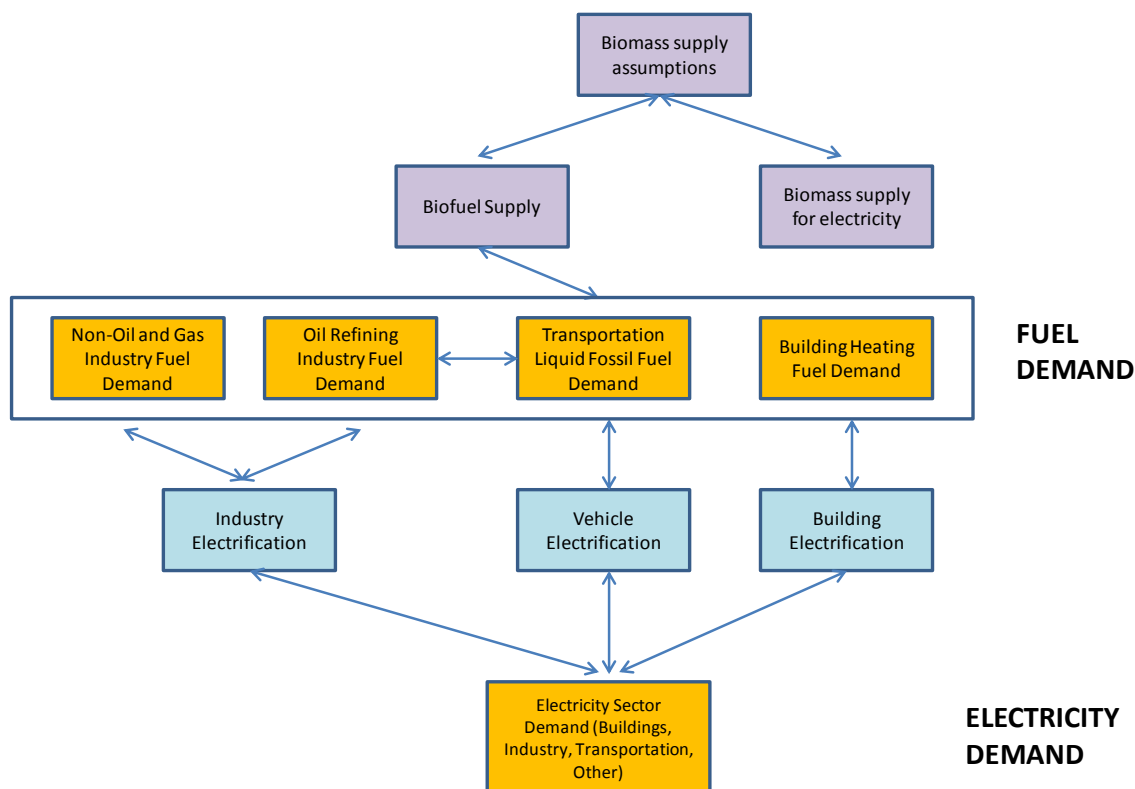 Biomass supply
assumptions
Biofuel Supply
Biomass supply
for electricity
Non-Oil and Gas
Industry Fuel
Demand
Oil Refining
Industry Fuel
Demand
Transportation
Liquid Fossil Fuel
Demand
Building Heating
Fuel Demand
FUEL
DEMAND
Industry
Electrification
Vehicle
Electrification
Building
Electrification
Electricity Sector
Demand (Buildings,
Industry, Transportation,
Other)
ELECTRICITY
DEMAND